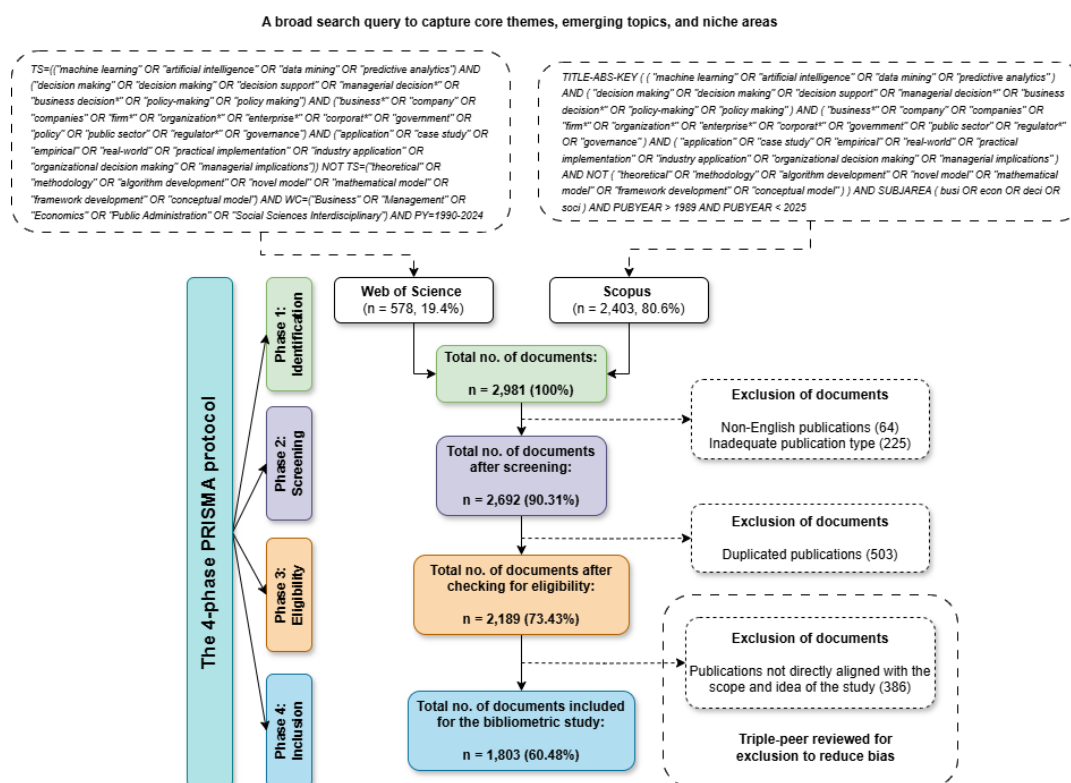 A broad search query to capture core themes, emerging topics, and niche areas
TS=(("machine learning" OR "artificial intelligence" OR "data mining" OR "predictive analytics") AND
("decision making" OR "decision making" OR "decision support" OR "managerial decision*" OR
"business decision*" OR "policy-making" OR "policy making") AND ("business*" OR "company" OR
"companies" OR "firm*" OR "organization*" OR "enterprise*" OR "corporat*" OR "government" OR
"policy" OR "public sector" OR "regulator*" OR "governance") AND ("application" OR "case study" OR
"empirical" OR "real-world" OR "practical implementation" OR "industry application" OR
"organizational decision making" OR "managerial implications")) NOT TS=("theoretical" OR
"methodology" OR "algorithm development" OR "novel model" OR "mathematical model" OR
"framework development" OR "conceptual model") AND WC=("Business" OR "Management" OR
"Economics" OR "Public Administration" OR "Social Sciences Interdisciplinary") AND PY=1990-2024
TITLE-ABS-KEY ( ( "machine learning" OR "artificial intelligence" OR "data mining" OR "predictive analytics" )
AND ( "decision making" OR "decision making" OR "decision support" OR "managerial decision*" OR "business
decision*" OR "policy-making" OR "policy making" ) AND ( "business*" OR "company" OR "companies" OR
"firm*" OR "organization*" OR "enterprise*" OR "corporat*" OR "government" OR "public sector" OR "regulator*"
OR "governance" ) AND ( "application" OR "case study" OR "empirical" OR "real-world" OR "practical
implementation" OR "industry application" OR "organizational decision making" OR "managerial implications" )
AND NOT ( "theoretical" OR "methodology" OR "algorithm development" OR "novel model" OR "mathematical
model" OR "framework development" OR "conceptual model" ) ) AND SUBJAREA ( busi OR econ OR deci OR
soci ) AND PUBYEAR > 1989 AND PUBYEAR < 2025
The 4-phase PRISMA protocol
Phase 1:
Identification
Web of Science
(n = 578, 19.4%)
Scopus
(n = 2,403, 80.6%)
Total no. of documents:
n = 2,981 (100%)
Exclusion of documents
Non-English publications (64)
Inadequate publication type (225)
Phase 2:
Screening
Total no. of documents
after screening:
n = 2,692 (90.31%)
Exclusion of documents
Duplicated publications (503)
Phase 3:
Eligibility
Total no. of documents after
checking for eligibility:
n = 2,189 (73.43%)
Exclusion of documents
Publications not directly aligned with the
scope and idea of the study (386)
Triple-peer reviewed for
exclusion to reduce bias
Phase 4:
Inclusion
Total no. of documents included
for the bibliometric study:
n = 1,803 (60.48%)